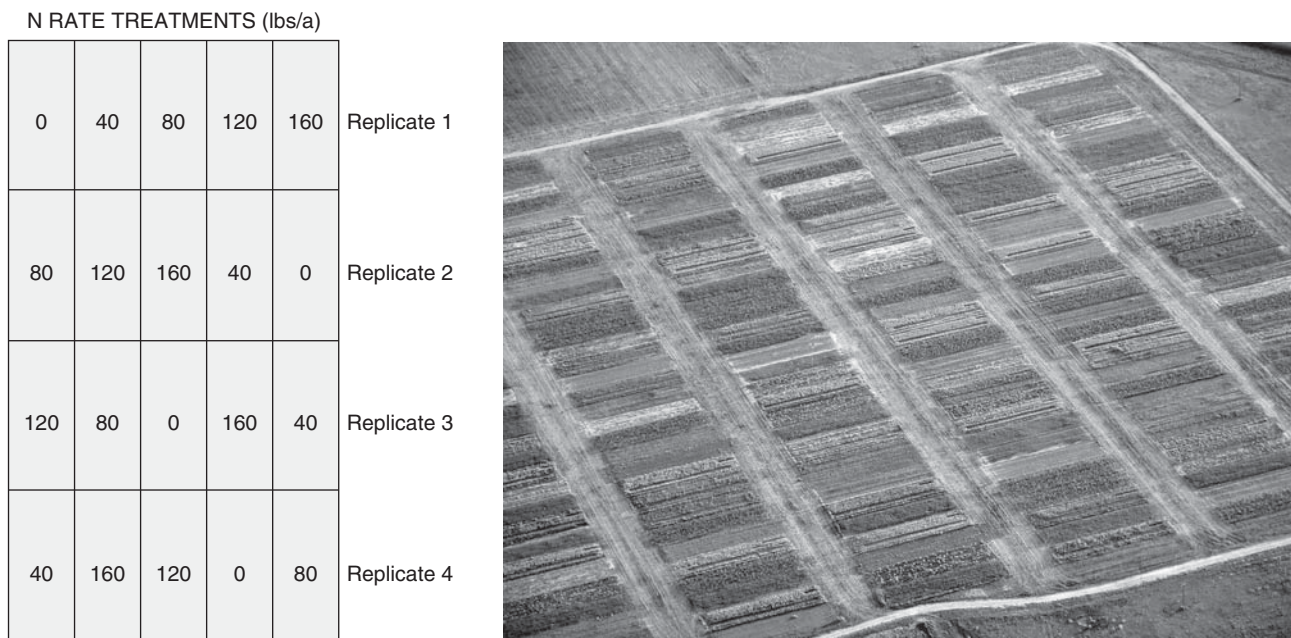 N RATE TREATMENTS (lbs/a)
0 40 80 120 160 Replicate 1
80 120 160 40 0 Replicate 2
120 80 0 160 40 Replicate 3
40 160 120 0 80 Replicate 4